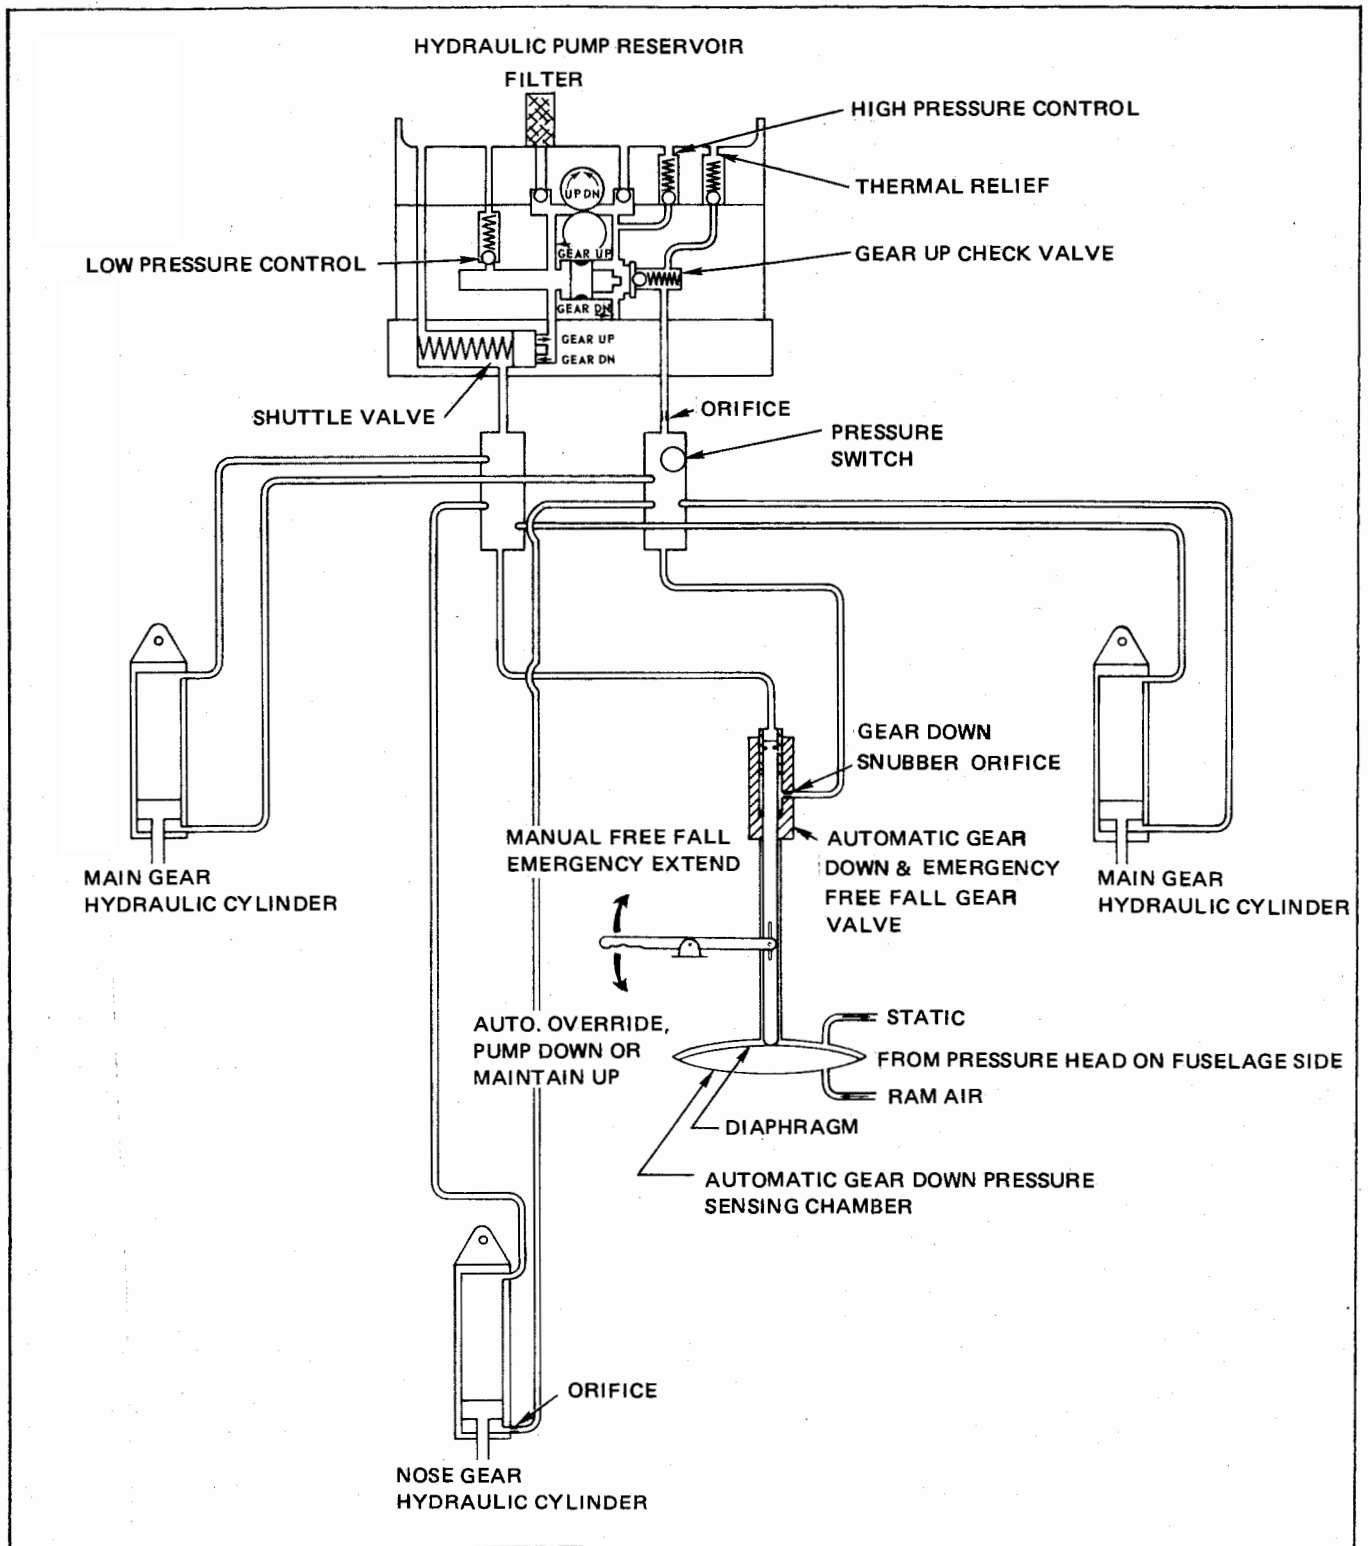 HYDRAULIC PUMP RESERVOIR
FILTER
HIGH PRESSURE CONTROL
THERMAL RELIEF
UP DN
GEAR UP CHECK VALVE
GEAR UP
LOW PRESSURE CONTROL
GEAR DN
GEAR UP
GEAR DN
SHUTTLE VALVE
ORIFICE
PRESSURE
SWITCH
GEAR DOWN
SNUBBER ORIFICE
MANUAL FREE FALL
EMERGENCY EXTEND
AUTOMATIC GEAR
DOWN & EMERGENCY
FREE FALL GEAR
VALVE
MAIN GEAR
HYDRAULIC CYLINDER
MAIN GEAR
HYDRAULIC CYLINDER
AUTO. OVERRIDE,
PUMP DOWN OR
MAINTAIN UP
STATIC
FROM PRESSURE HEAD ON FUSELAGE SIDE
RAM AIR
DIAPHRAGM
AUTOMATIC GEAR DOWN PRESSURE
SENSING CHAMBER
ORIFICE
NOSE GEAR
HYDRAULIC CYLINDER